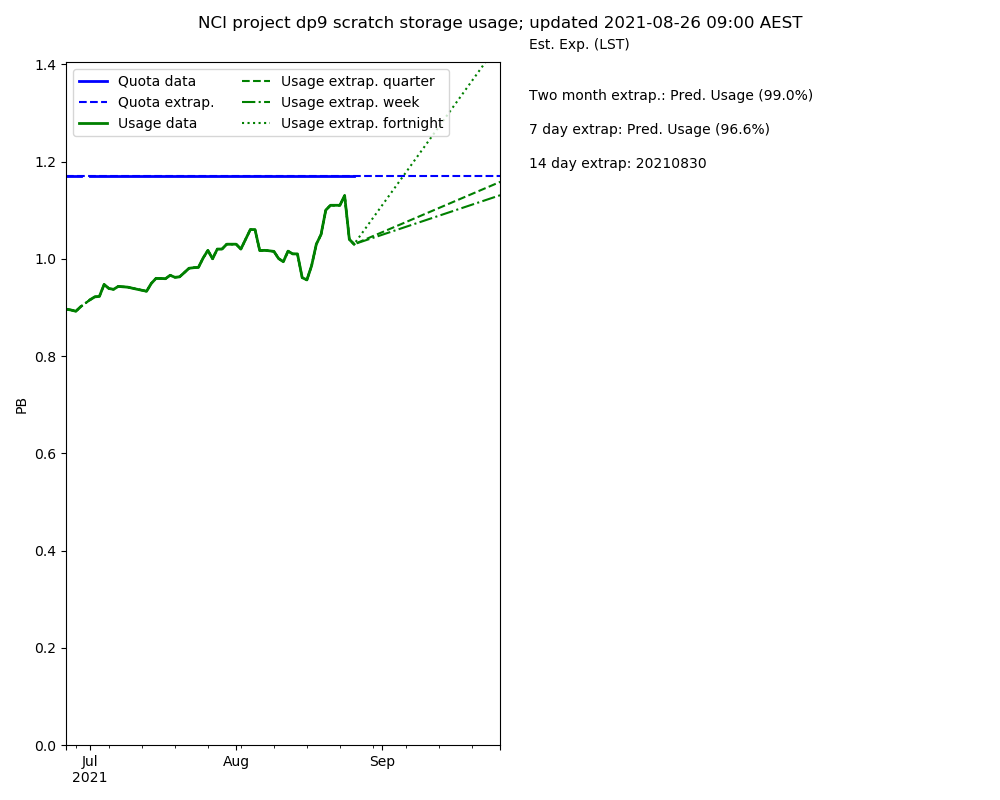 NCI project dp9 scratch storage usage; updated 2021-08-26 09:00 AEST
Est. Exp. (LST)
Two month extrap.: Pred. Usage (99.0%)
7 day extrap: Pred. Usage (96.6%)
14 day extrap: 20210830
Quota data
Quota extrap.
Usage data
Usage extrap. quarter
Usage extrap. week
Usage extrap. fortnight
1.4
1.2
1.0
0.8
0.6
0.4
0.2
0.0
PB
Jul
2021
Aug
Sep